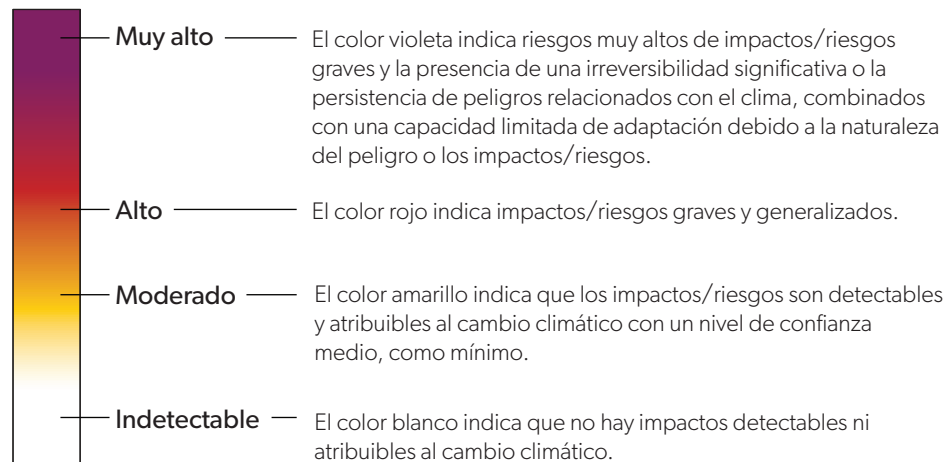 Muy alto
El color violeta indica riesgos muy altos de impactos/riesgos
graves y la presencia de una irreversibilidad significativa o la
persistencia de peligros relacionados con el clima, combinados
con una capacidad limitada de adaptación debido a la naturaleza
del peligro o los impactos/riesgos.
Alto
El color rojo indica impactos/riesgos graves y generalizados.
Moderado
El color amarillo indica que los impactos/riesgos son detectables
y atribuibles al cambio climático con un nivel de confianza
medio, como mínimo.
Indetectable
El color blanco indica que no hay impactos detectables ni
atribuibles al cambio climático.